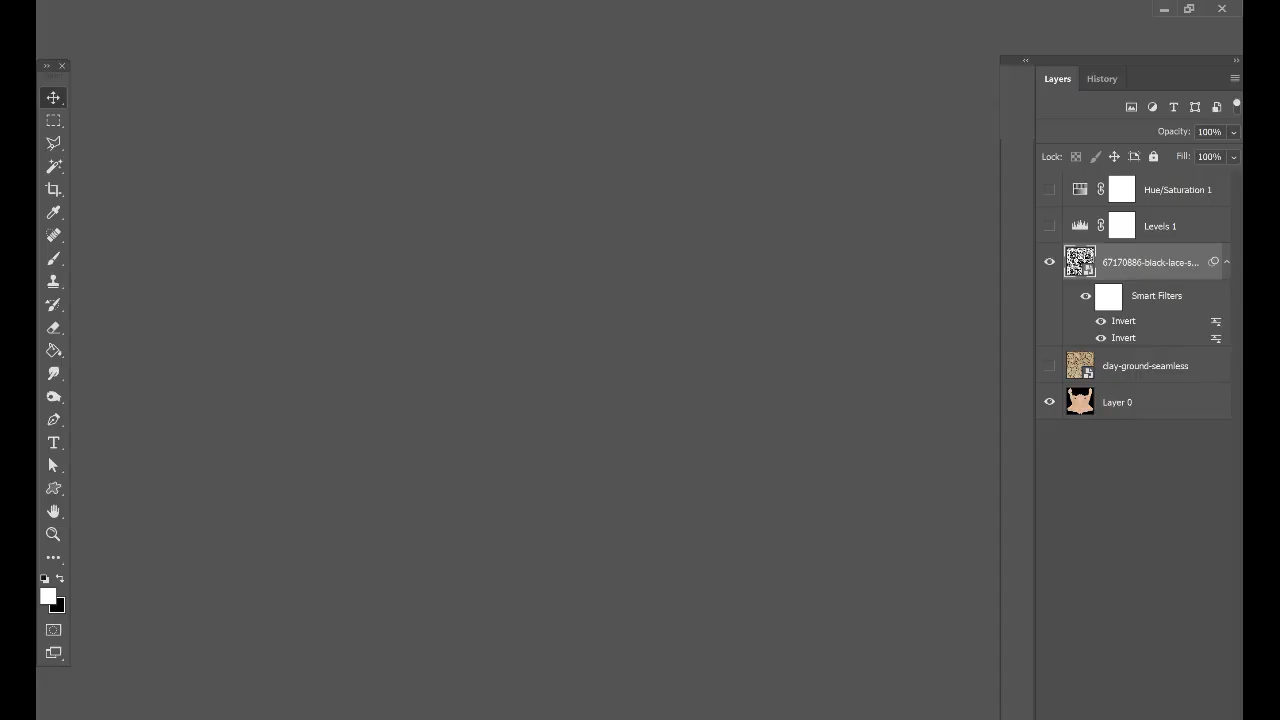 Layers
History
Opacity: 100%
Lock:
Fill: 100%
Hue/Saturation 1
Levels 1
67170886-black-lace-s...
Smart Filters
Invert
Invert
clay-ground-seamless
Layer 0